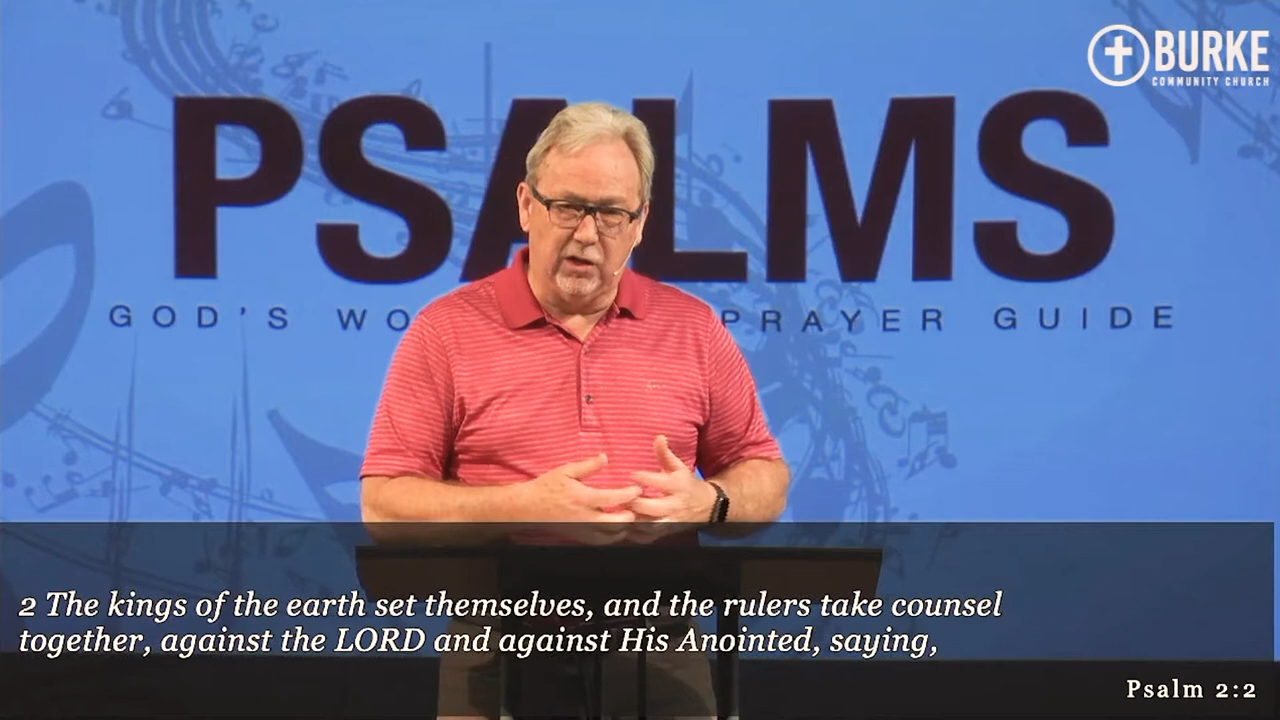 BURKE
COMMUNITY CHURCH
PSALMS
GOD'S WO PRAYER GUIDE
2 The kings of the earth set themselves, and the rulers take counsel
together, against the LORD and against His Anointed, saying,
Psalm 2:2